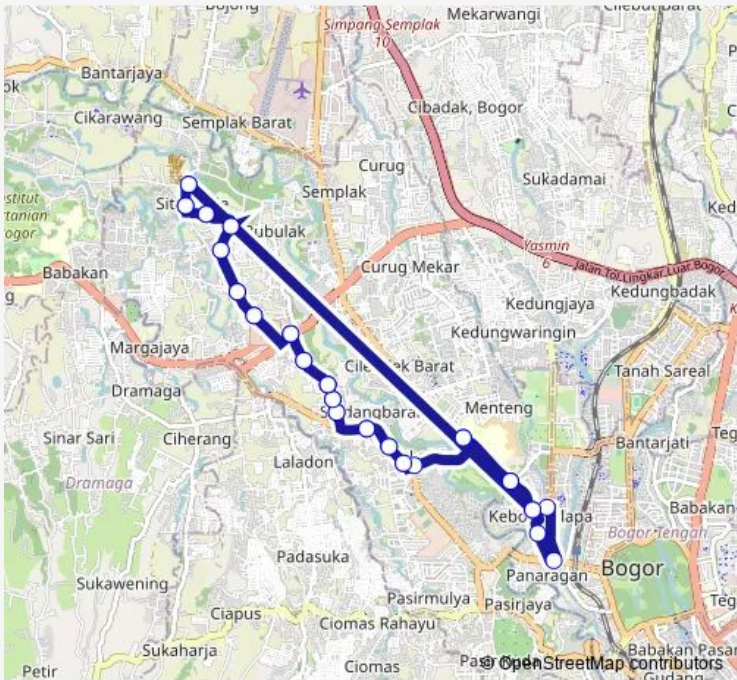 Bojong
Simpang Semplak
10
Mekarwangi
Cilebut Barat
Bantarjaya
Cikarawang
Semplak Barat
Cibadak, Bogor
Curug
Sukadamai
Semplak
Bubulak
Yasmin
6
Jalan Tol Lingkar Luar Bogor
Babakan
Curug Mekar
Kedungjaya
Kedungbadak
Kedungwaringin
Margajaya
Tanah Sareal
Dramaga
Menteng
Sinar Sari
Ciherang
Bantarjati
Laladon
Dramaga
Babakan
Bogor Tengah
Padasuka
Panaragan
Bogor
Sukawening
Pasirmulya
Pasirjaya
Ciapus
Ciomas Rahayu
Sukaharja
Babakan Pasar
Petir
Ciomas
© OpenStreetMap contributors
Gudang